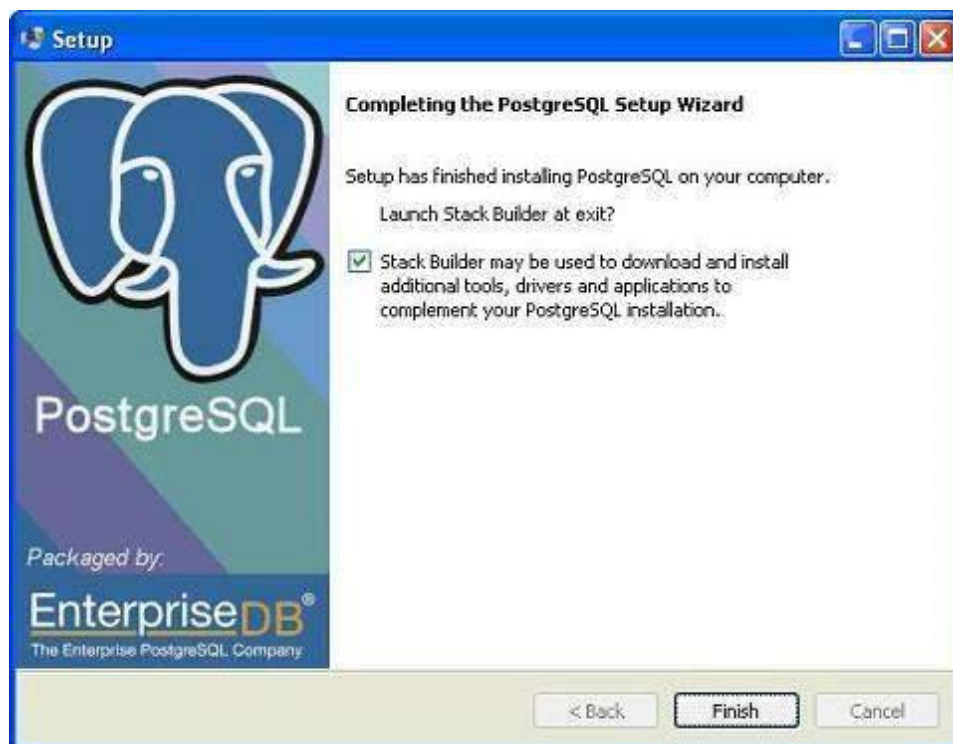 Setup
Completing the PostgreSQL Setup Wizard
Setup has finished installing PostgreSQL on your computer.
Launch Stack Builder at exit?
Stack Builder may be used to download and install
additional tools, drivers and applications to
complement your PostgreSQL installation.
PostgreSQL
Packaged by:
EnterpriseDB®
The Enterprise PostgreSQL Company
< Back
Finish
Cancel